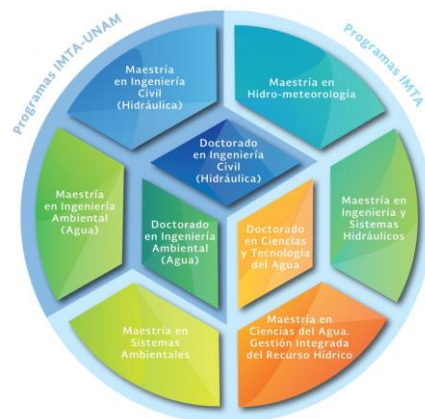 Programas IMTA-UNAM
Programas IMTA
Maestría
en Ingeniería
Civil
(Hidráulica)
Maestría en
Hidro-meteorología
Doctorado
en Ingeniería
Civil
(Hidráulica)
Maestría
en Ingeniería
Ambiental
(Agua)
Doctorado
en Ingeniería
Ambiental
(Agua)
Doctorado
en Ciencias
y Tecnología
del Agua
Maestría en
Ingeniería y
Sistemas
Hidráulicos
Maestría en
Sistemas
Ambientales
Maestría en
Ciencias del Agua.
Gestión Integrada
del Recurso Hídrico